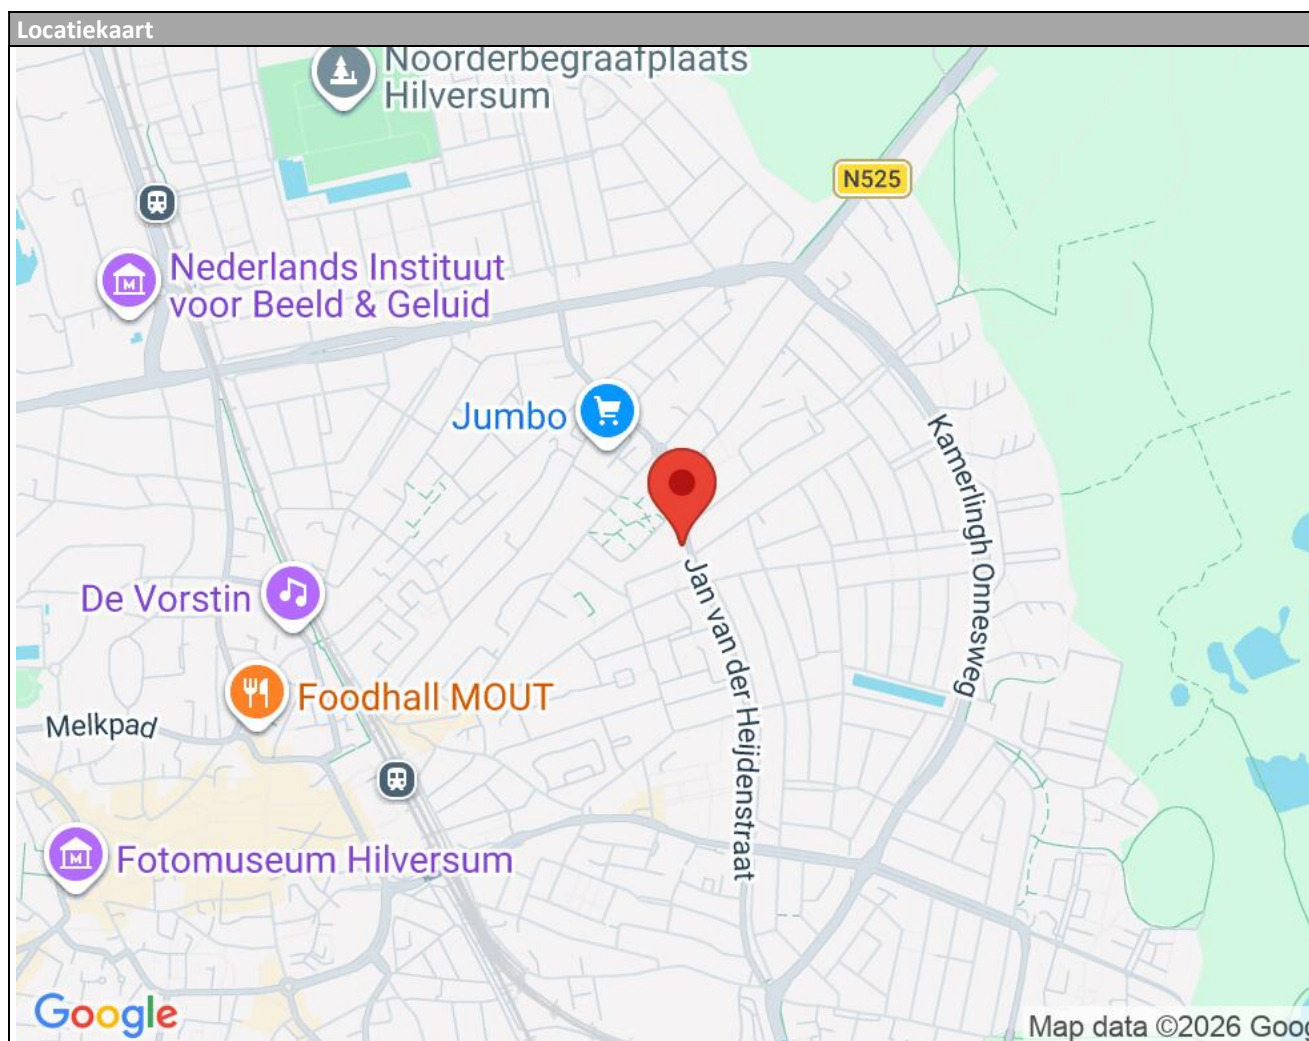 Locatiekaart
Noorderbegraafplaats
Hilversum
N525
Nederlands Instituut
voor Beeld & Geluid
Jumbo
Kamerlingh Onnesweg
Jan van der Heijdenstraat
De Vorstin
Foodhall MOUT
Melkpad
Fotomuseum Hilversum
Google
Map data ©2026 Goo